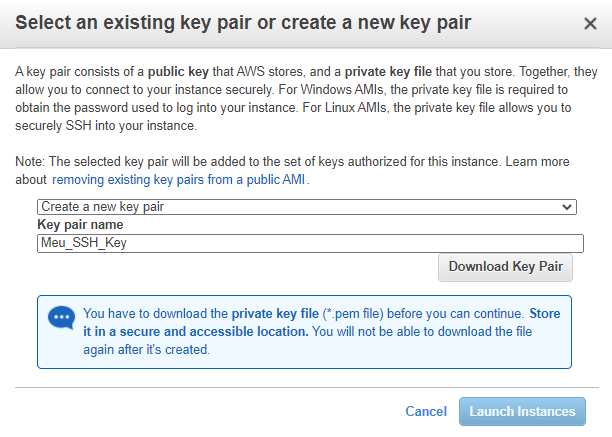 Select an existing key pair or create a new key pair
A key pair consists of a public key that AWS stores, and a private key file that you store. Together, they
allow you to connect to your instance securely. For Windows AMIs, the private key file is required to
obtain the password used to log into your instance. For Linux AMIs, the private key file allows you to
securely SSH into your instance.
Note: The selected key pair will be added to the set of keys authorized for this instance. Learn more
about removing existing key pairs from a public AMI .
Create a new key pair
Key pair name
Meu_SSH_Key
Download Key Pair
You have to download the private key file (*.pem file) before you can continue. Store
it in a secure and accessible location. You will not be able to download the file
again after it's created.
Cancel
Launch Instances